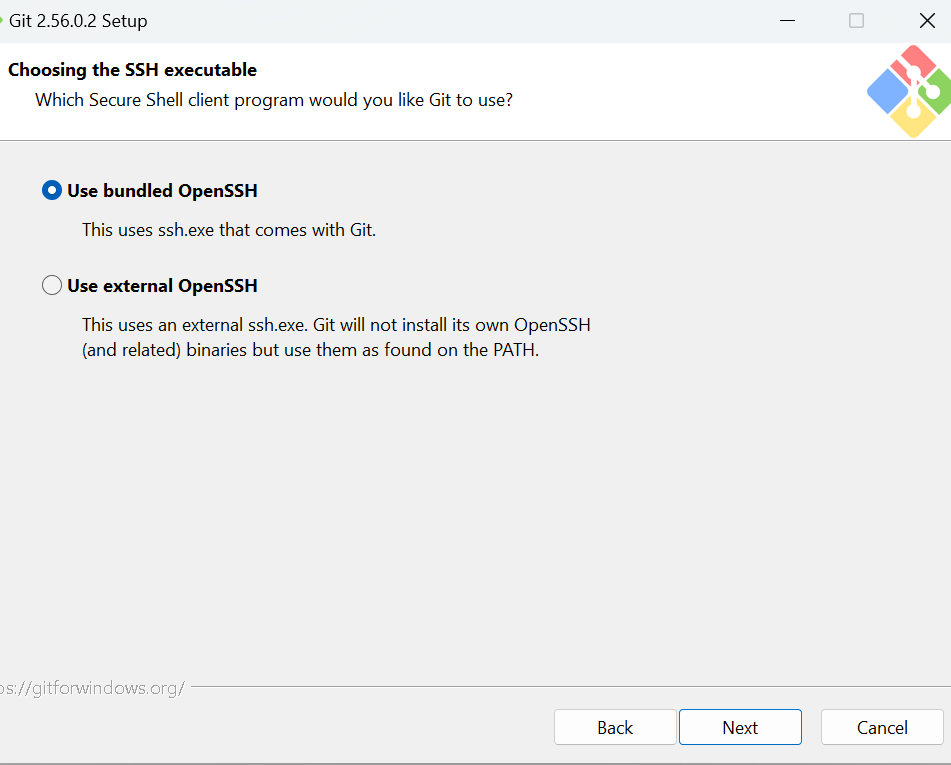 Git 2.56.0.2 Setup
Choosing the SSH executable
Which Secure Shell client program would you like Git to use?
Use bundled OpenSSH
This uses ssh.exe that comes with Git.
Use external OpenSSH
This uses an external ssh.exe. Git will not install its own OpenSSH
(and related) binaries but use them as found on the PATH.
ps://gitforwindows.org/
Back
Next
Cancel